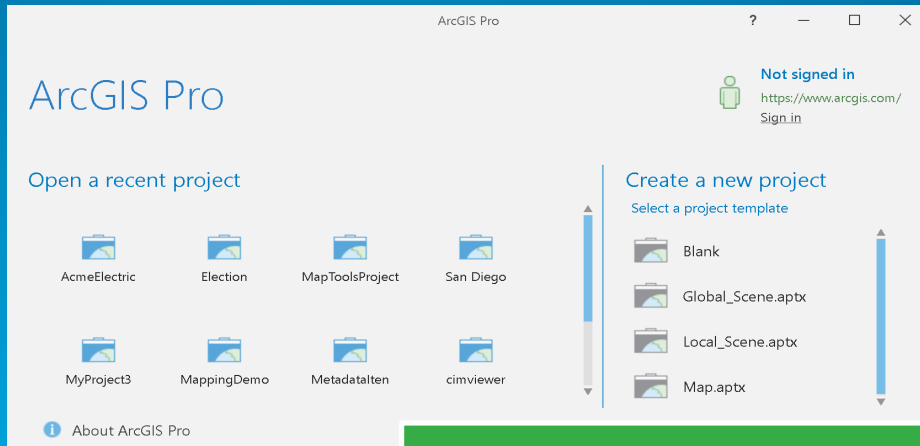 ArcGIS Pro
?
ArcGIS Pro
Not signed in
https://www.arcgis.com/
Sign in
Open a recent project
AcmeElectric
Election
MapToolsProject
San Diego
MyProject3
MappingDemo
MetadataIten
cimviewer
About ArcGIS Pro
Create a new project
Select a project template
Blank
Global_Scene.aptx
Local_Scene.aptx
Map.aptx